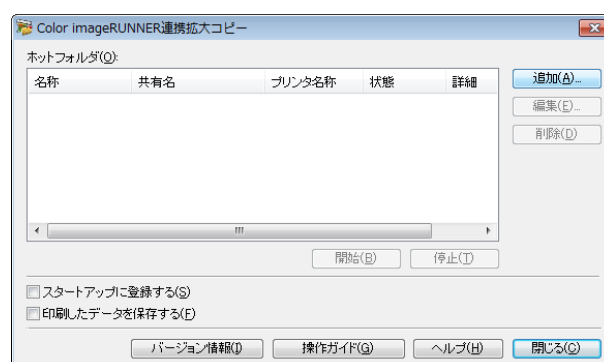 Color imageRUNNER連携拡大コピー
ホットフォルダ(O):
名称 共有名 プリンタ名称 状態 詳細
追加(A)...
編集(E)...
削除(D)
開始(B) 停止(T)
スタートアップに登録する(S)
印刷したデータを保存する(F)
バージョン情報(I) 操作ガイド(G) ヘルプ(H) 閉じる(C)